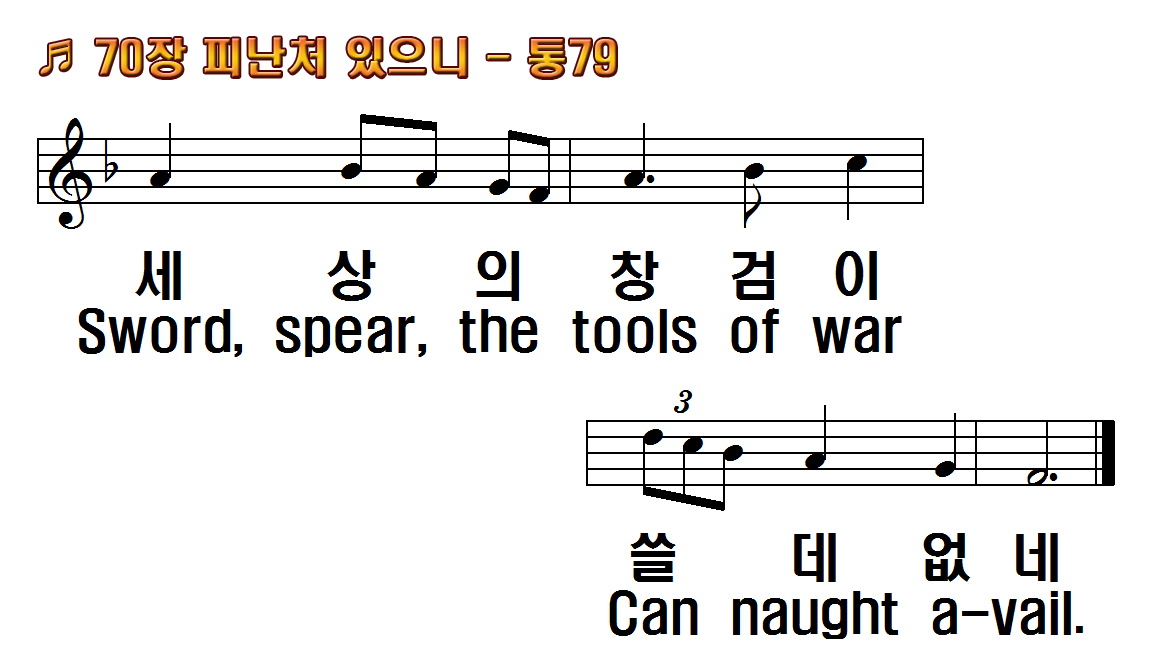 ♬ 70장 피난처 있으니 - 통79
세 상 의 창 검 이
Sword, spear, the tools of war
3
쓸 데 없 네
Can naught a-vail.